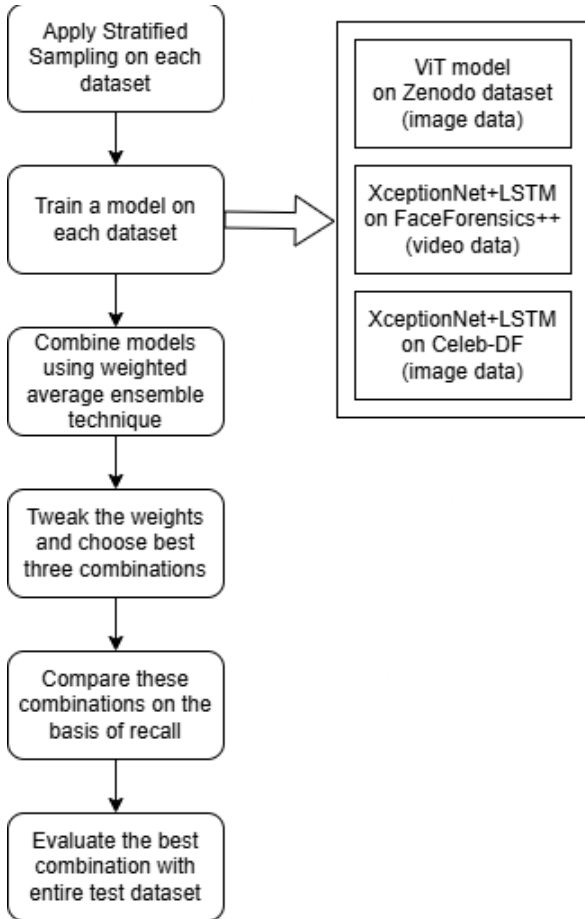 Apply Stratified
Sampling on each
dataset
Train a model on
each dataset
Combine models
using weighted
average ensemble
technique
Tweak the weights
and choose best
three combinations
Compare these
combinations on the
basis of recall
Evaluate the best
combination with
entire test dataset
ViT model
on Zenodo dataset
(image data)
XceptionNet+LSTM
on FaceForensics++
(video data)
XceptionNet+LSTM
on Celeb-DF
(image data)